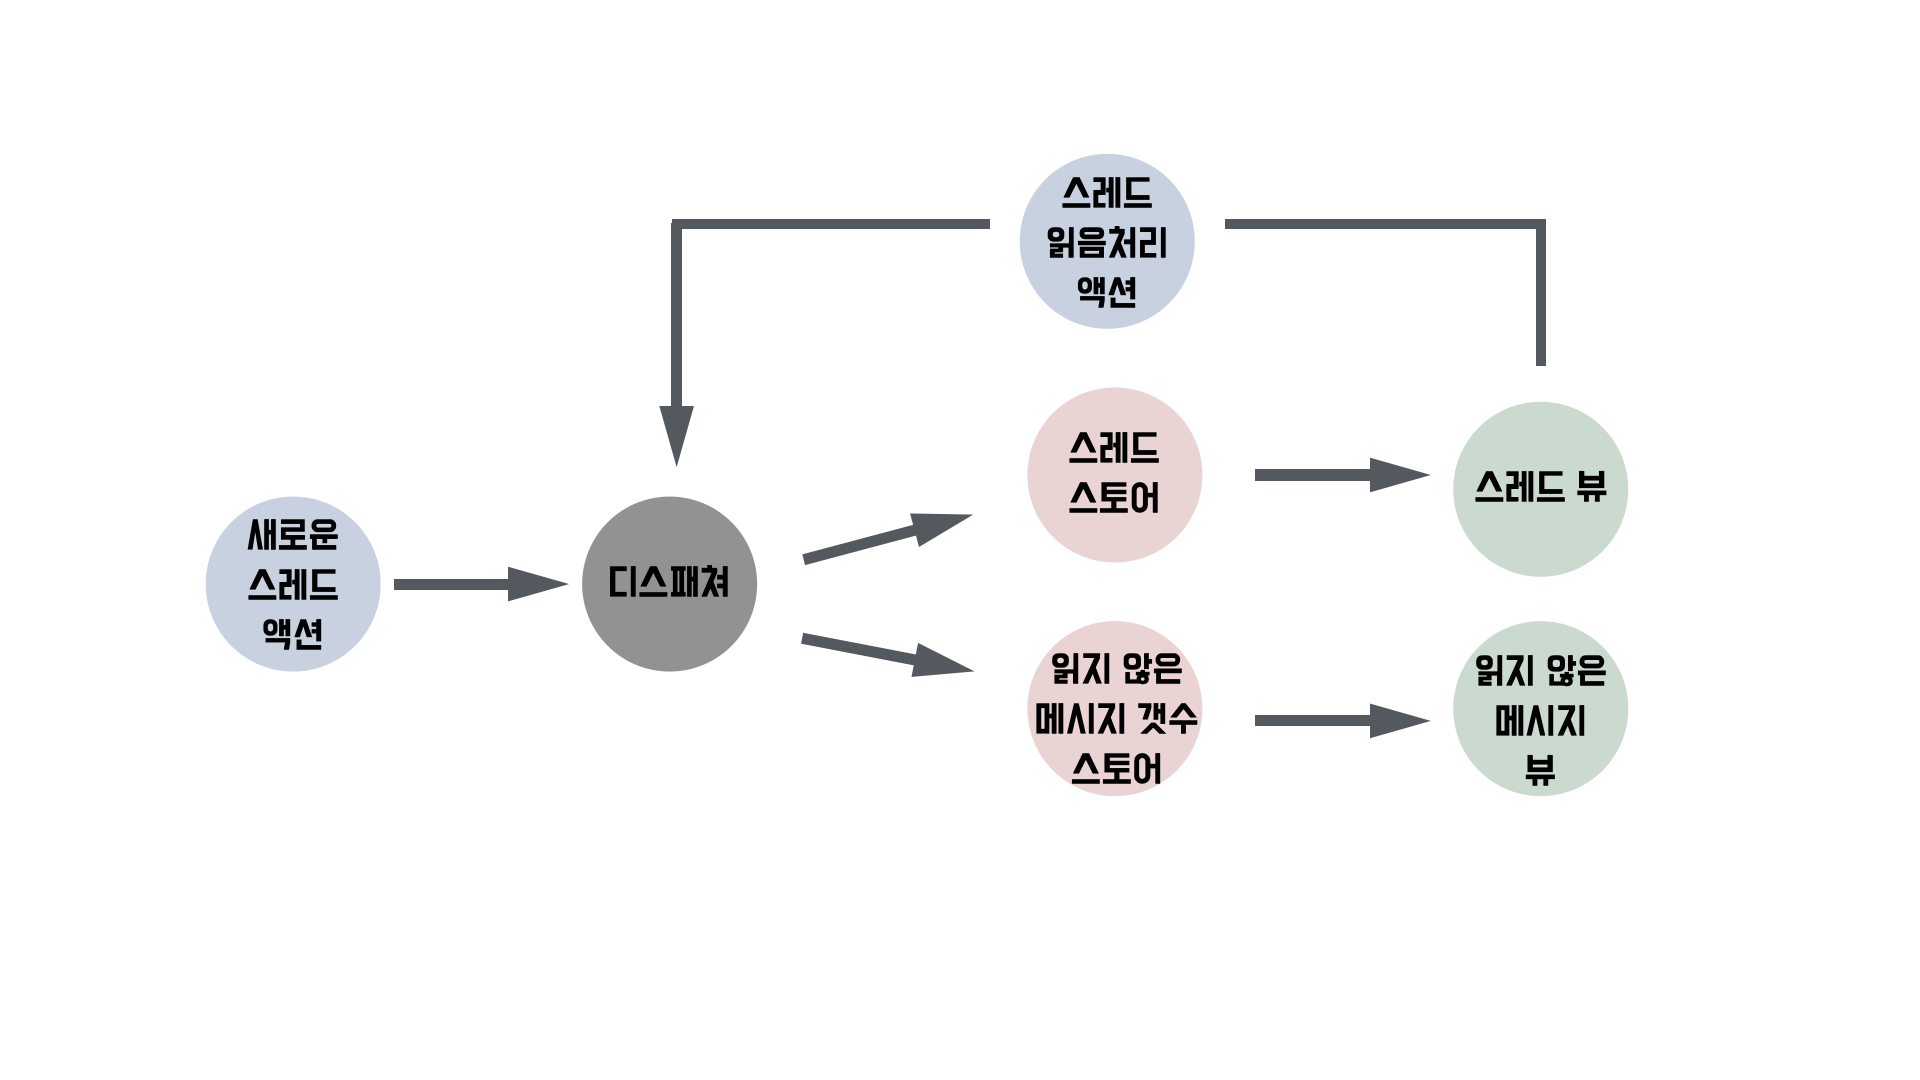 스레드
읽음처리
액션
새로운
스레드
액션
디스패쳐
스레드
스토어
스레드 뷰
읽지 않은
메시지 갯수
스토어
읽지 않은
메시지
뷰